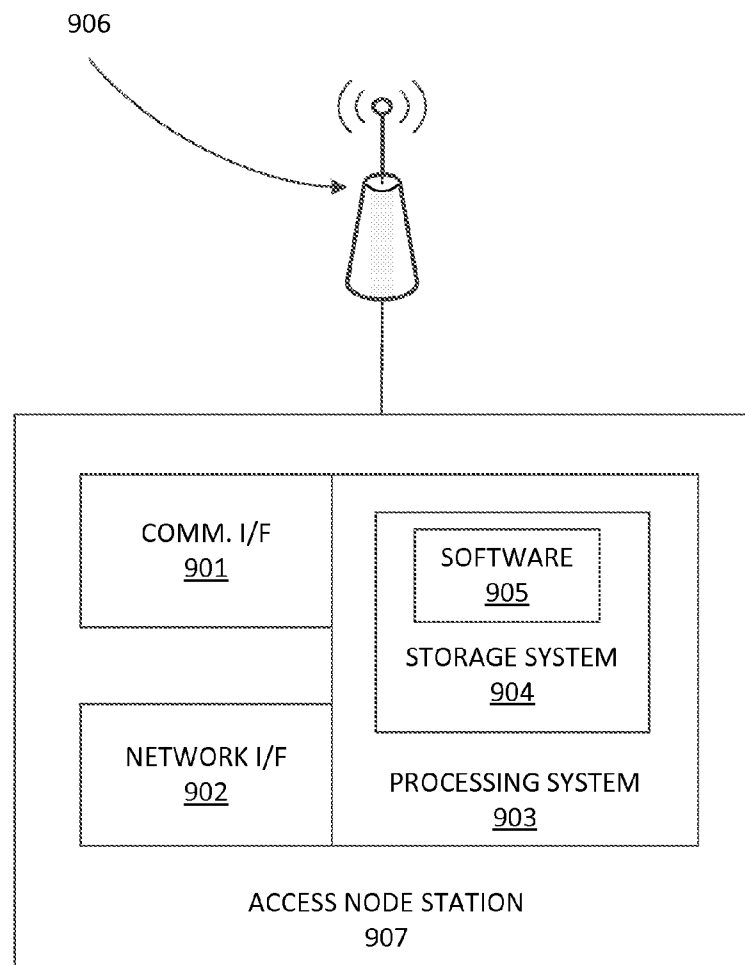 906
COMM. I/F
901
SOFTWARE
905
STORAGE SYSTEM
904
NETWORK I/F
902
PROCESSING SYSTEM
903
ACCESS NODE STATION
907